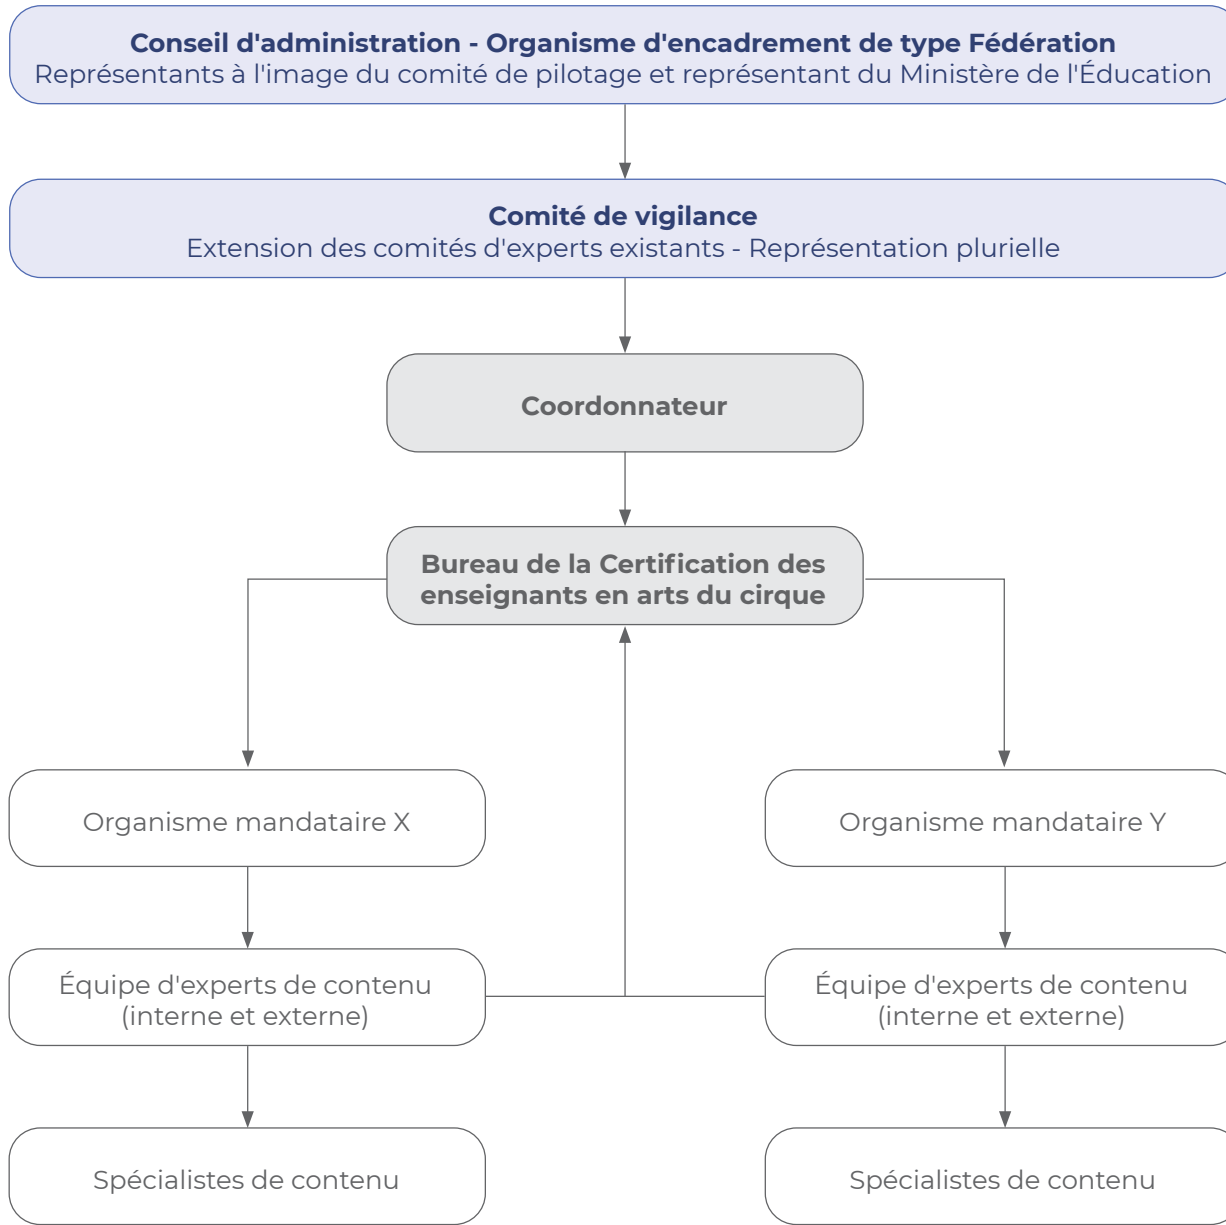 Conseil d'administration - Organisme d'encadrement de type Fédération
Représentants à l'image du comité de pilotage et représentant du Ministère de l'Éducation
Comité de vigilance
Extension des comités d'experts existants - Représentation plurielle
Coordonnateur
Bureau de la Certification des
enseignants en arts du cirque
Organisme mandataire X
Organisme mandataire Y
Équipe d'experts de contenu
(interne et externe)
Équipe d'experts de contenu
(interne et externe)
Spécialistes de contenu
Spécialistes de contenu